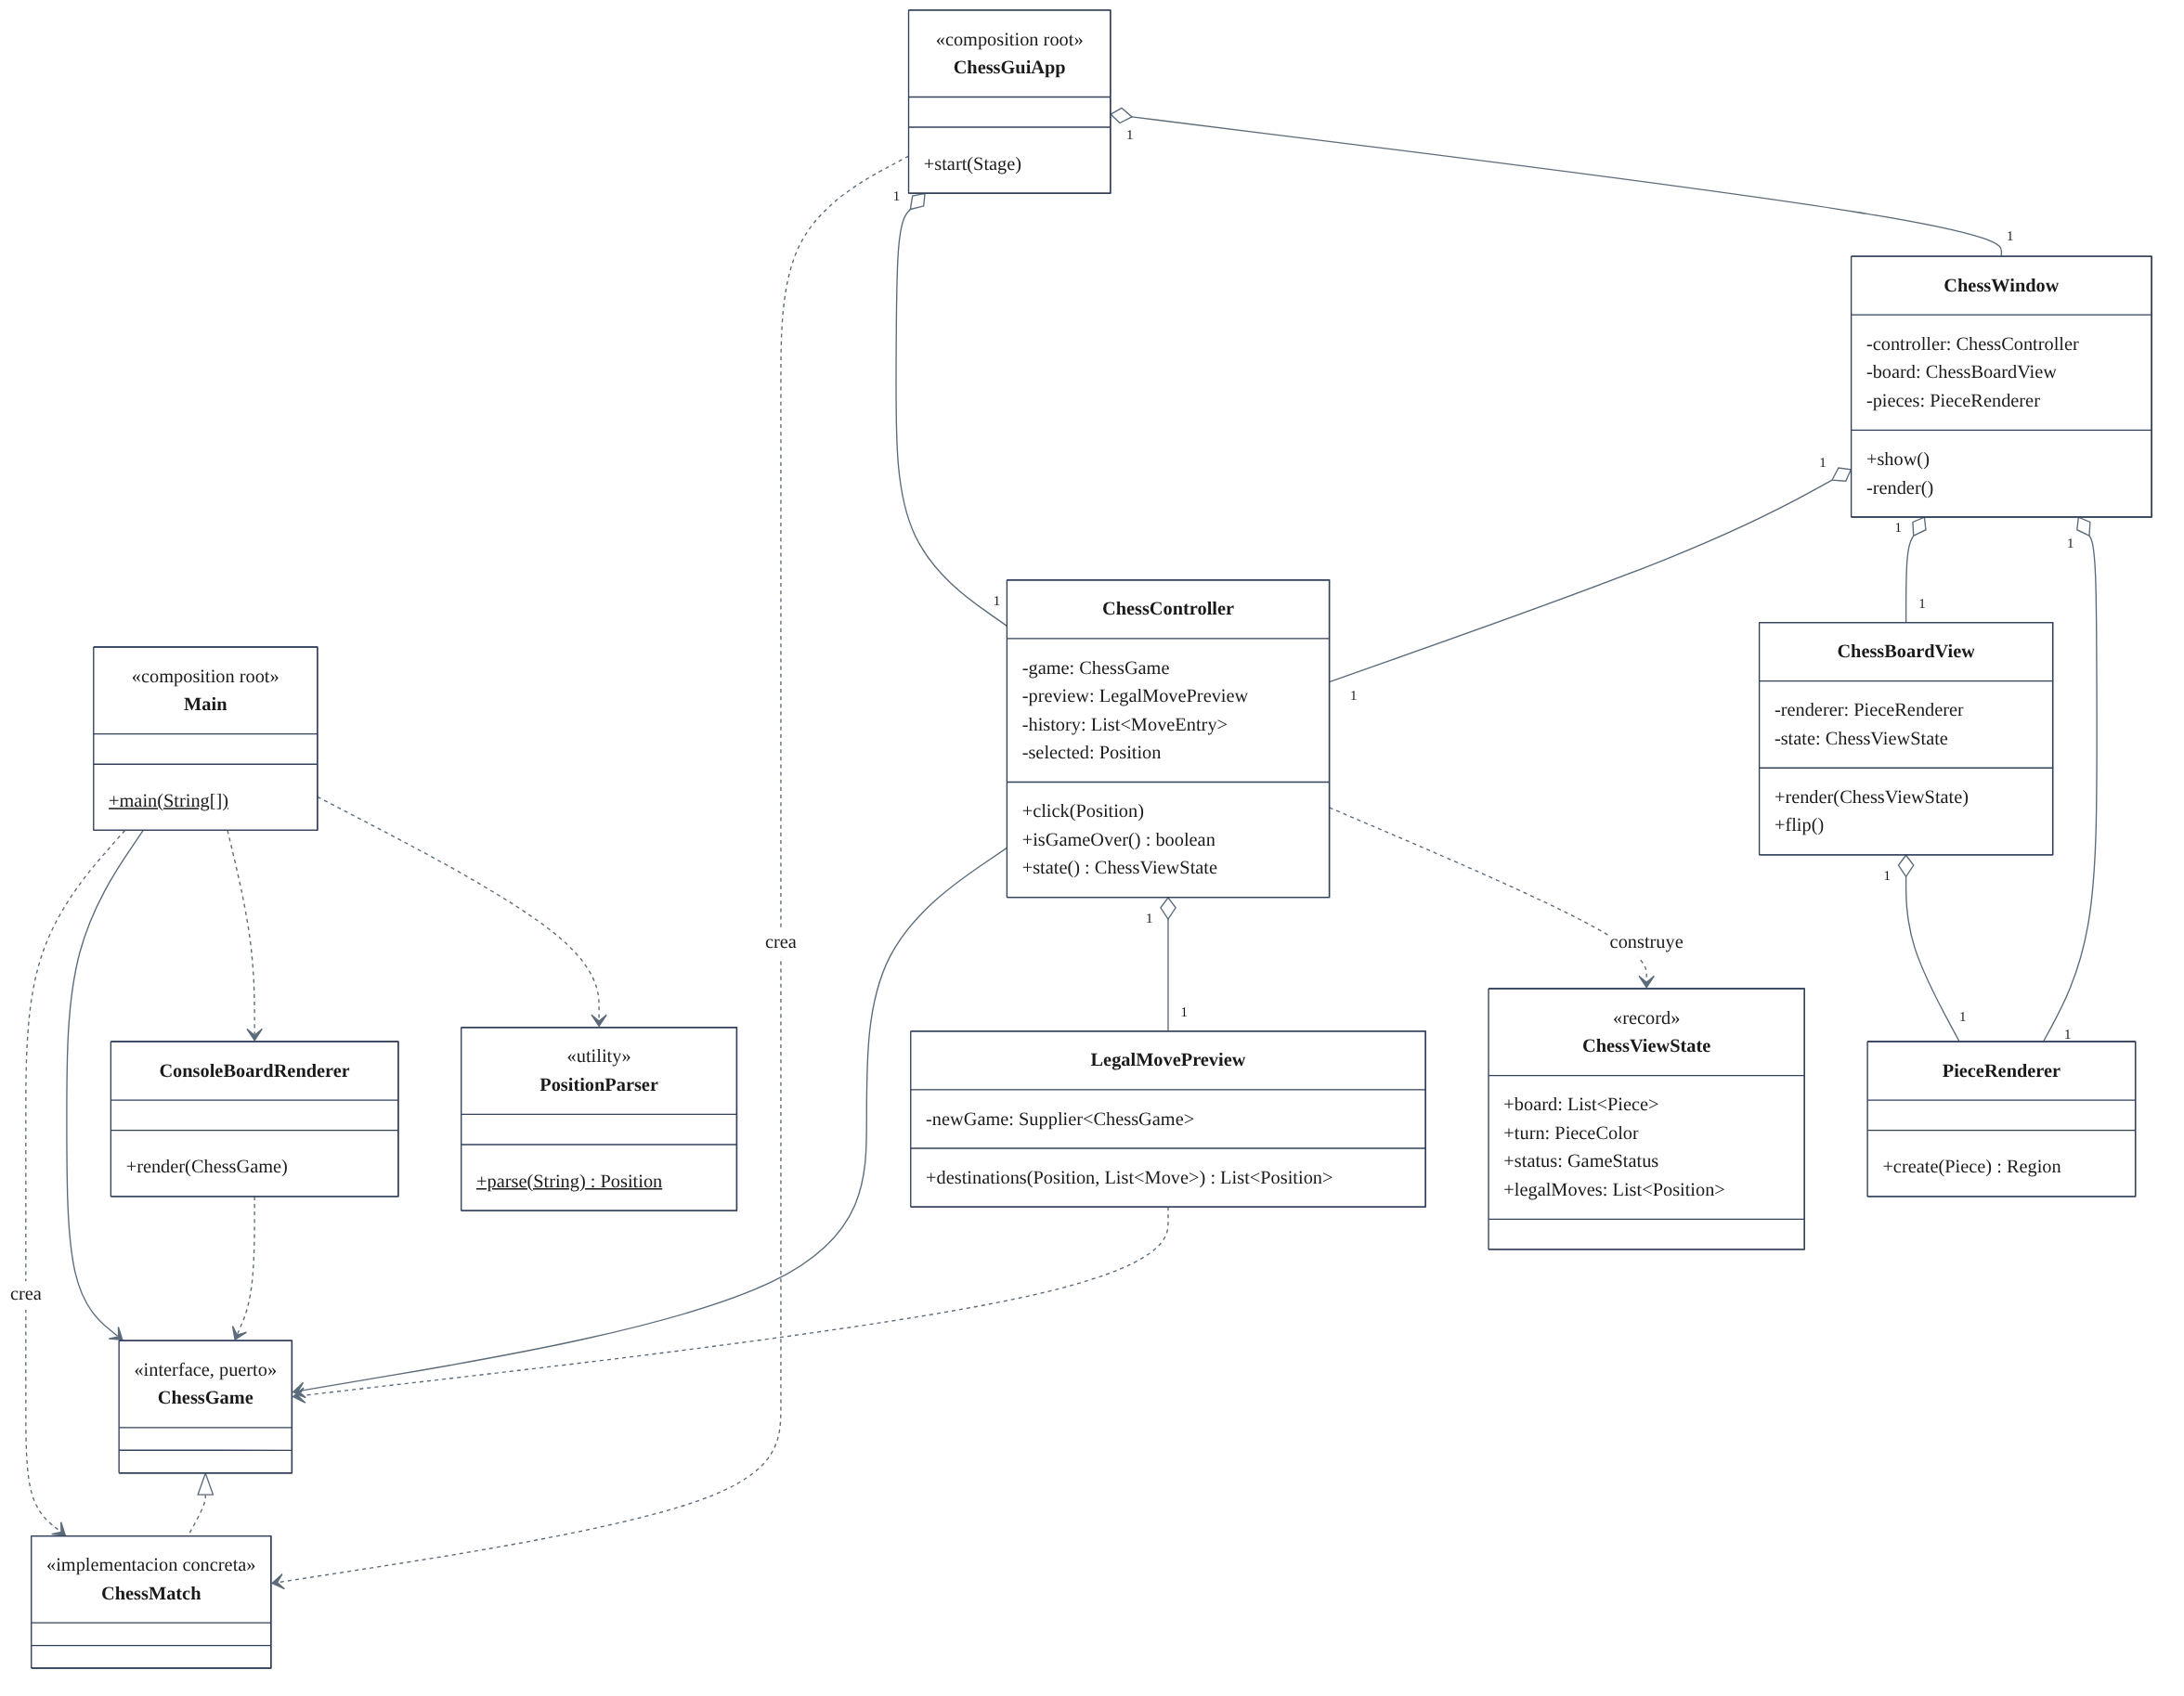 «composition root»
ChessGuiApp
+start(Stage)
1
1
1
ChessWindow
-controller: ChessController
-board: ChessBoardView
-pieces: PieceRenderer
+show()
-render()
1
1
1
1
1
1
ChessController
-game: ChessGame
-preview: LegalMovePreview
-history: List<MoveEntry>
-selected: Position
+click(Position)
+isGameOver() : boolean
+state() : ChessViewState
ChessBoardView
-renderer: PieceRenderer
-state: ChessViewState
+render(ChessViewState)
+flip()
«composition root»
Main
+main(String[])
1
1
crea
construye
1
1
1
ConsoleBoardRenderer
+render(ChessGame)
«utility»
PositionParser
+parse(String) : Position
LegalMovePreview
-newGame: Supplier<ChessGame>
+destinations(Position, List<Move>) : List<Position>
«record»
ChessViewState
+board: List<Piece>
+turn: PieceColor
+status: GameStatus
+legalMoves: List<Position>
PieceRenderer
+create(Piece) : Region
crea
«interface, puerto»
ChessGame
«implementacion concreta»
ChessMatch